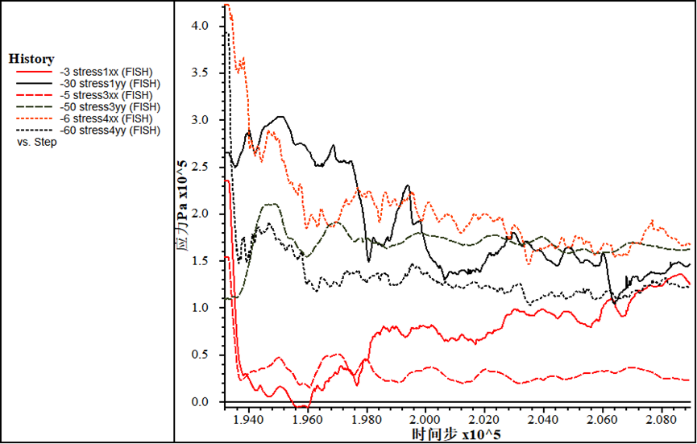 History
-3 stress1xx (FISH)
-30 stress1yy (FISH)
-5 stress3xx (FISH)
-50 stress3yy (FISH)
-6 stress4xx (FISH)
-60 stress4yy (FISH)
vs. Step
应力Pa x10^5
4.0
3.5
3.0
2.5
2.0
1.5
1.0
0.5
0.0
1.940 1.960 1.980 2.000 2.020 2.040 2.060 2.080
时间步 x10^5